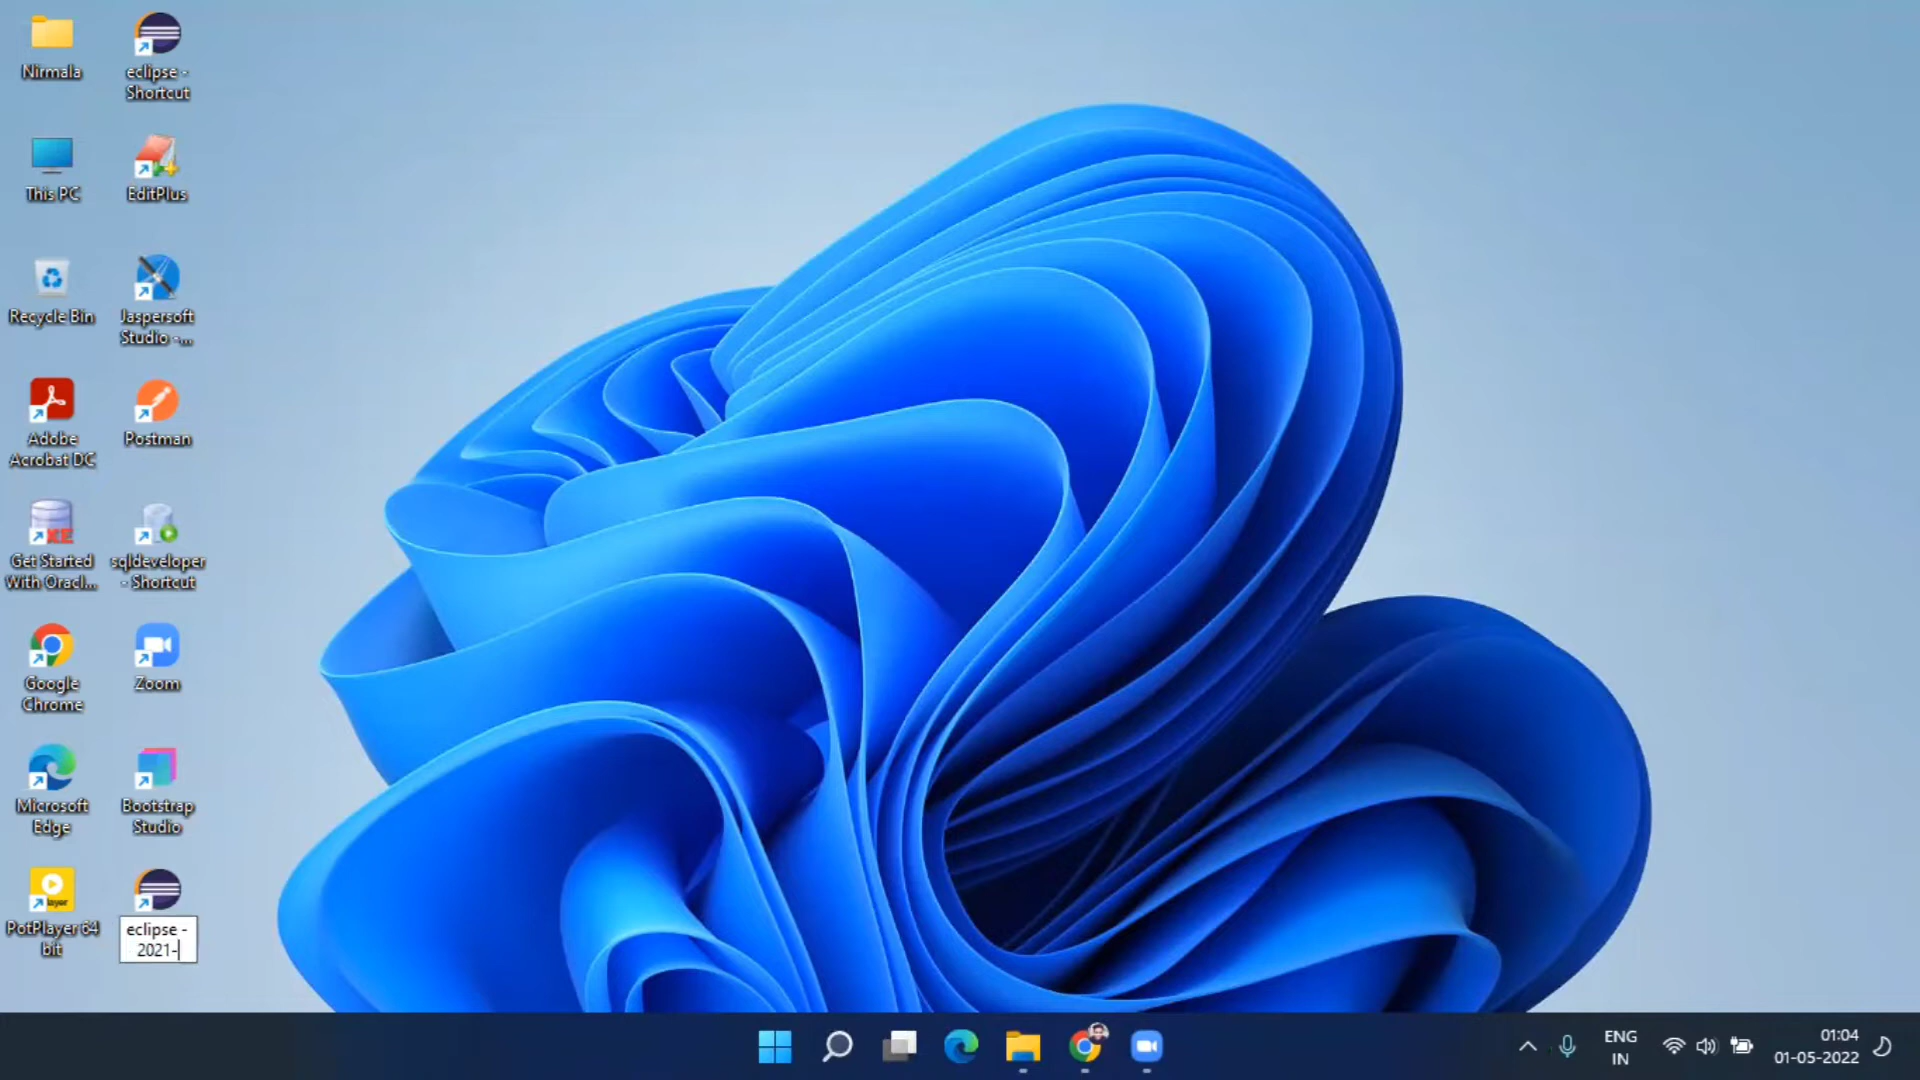 Nirmala
eclipse -
Shortcut
This PC
EditPlus
Recycle Bin
Jaspersoft
Studio -...
Adobe
Acrobat DC
Postman
XE
Get Started
With Oracl...
sqldeveloper
- Shortcut
Google
Chrome
Zoom
Microsoft
Edge
Bootstrap
Studio
layer
PotPlayer 64
bit
eclipse -
2021-
ENG
IN
01:04
01-05-2022